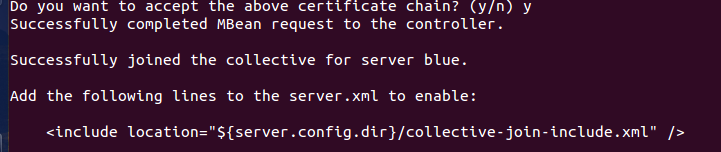 Do you want to accept the above certificate chain? (y/n) y
Successfully completed MBean request to the controller.
Successfully joined the collective for server blue.
Add the following lines to the server.xml to enable:
<include location="${server.config.dir}/collective-join-include.xml" />